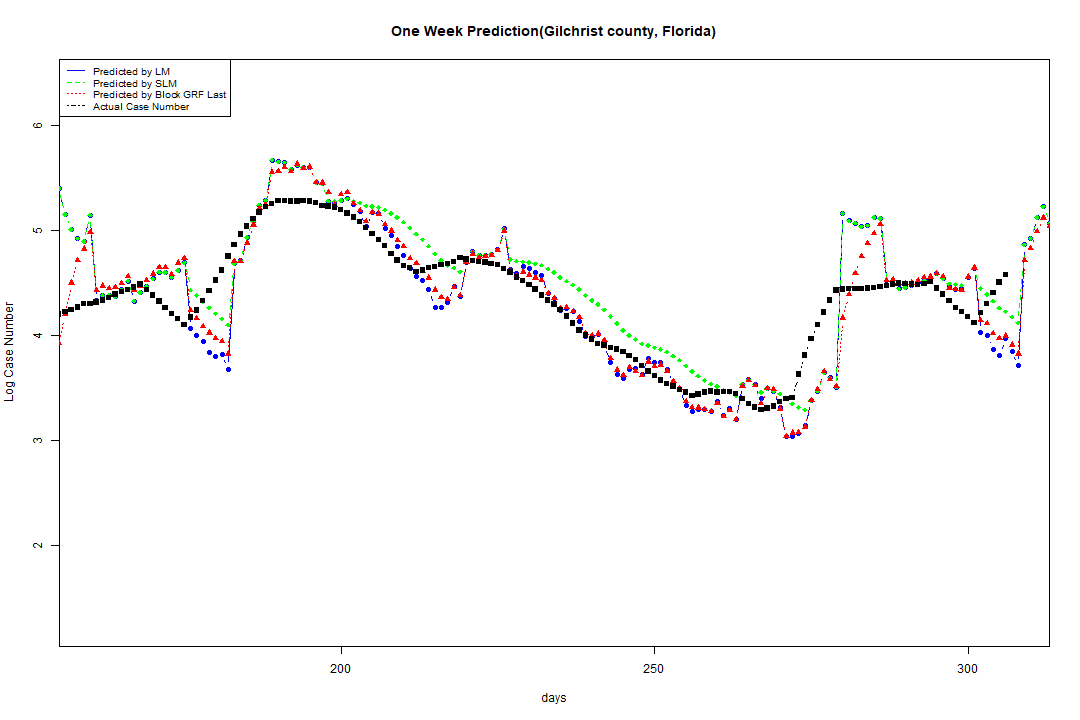 One Week Prediction(Gilchrist county, Florida)
Predicted by LM
Predicted by SLM
Predicted by Block GRF Last
Actual Case Number
6
5
4
3
2
Log Case Number
200
250
300
days